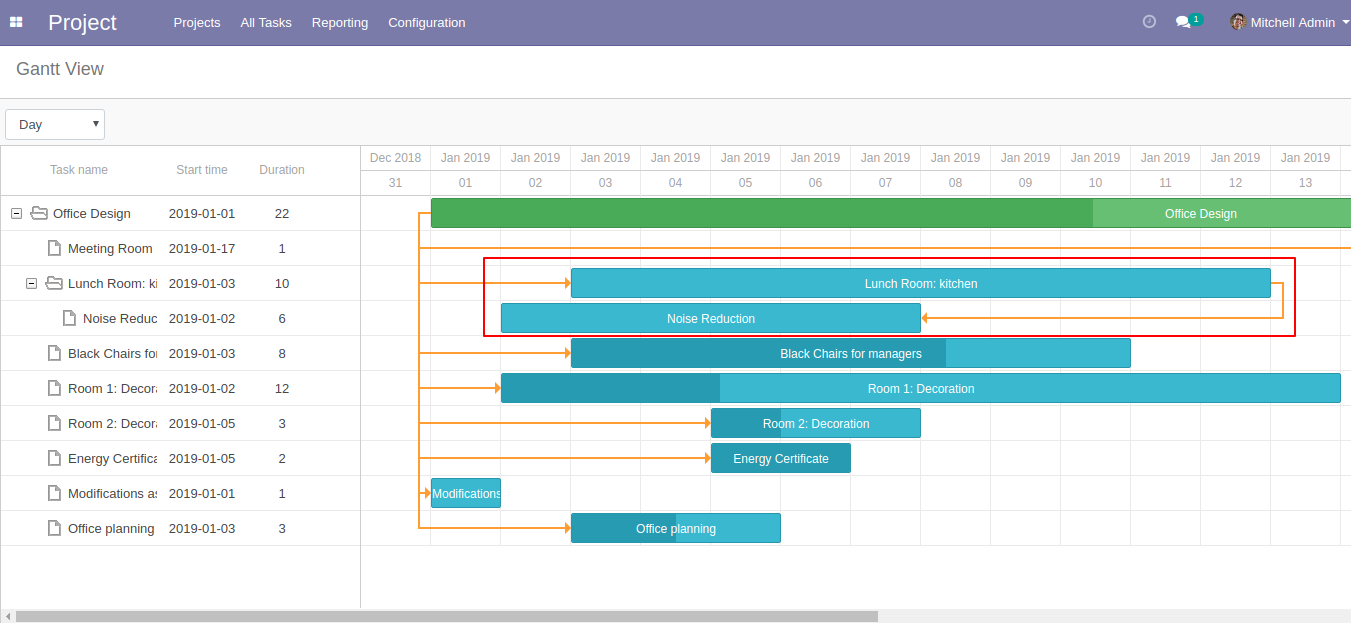 Project Projects All Tasks Reporting Configuration 1 Mitchell Admin
Gantt View
Day
Task name Start time Duration Dec 2018 Jan 2019 Jan 2019 Jan 2019 Jan 2019 Jan 2019 Jan 2019 Jan 2019 Jan 2019 Jan 2019 Jan 2019 Jan 2019 Jan 2019 Jan 2019
31 01 02 03 04 05 06 07 08 09 10 11 12 13
Office Design 2019-01-01 22 Office Design
Meeting Room 2019-01-17 1
Lunch Room: ki 2019-01-03 10 Lunch Room: kitchen
Noise Reduc 2019-01-02 6 Noise Reduction
Black Chairs for 2019-01-03 8 Black Chairs for managers
Room 1: Decora 2019-01-02 12 Room 1: Decoration
Room 2: Decora 2019-01-05 3 Room 2: Decoration
Energy Certifica 2019-01-05 2 Energy Certificate
Modifications as 2019-01-01 1 Modifications
Office planning 2019-01-03 3 Office planning